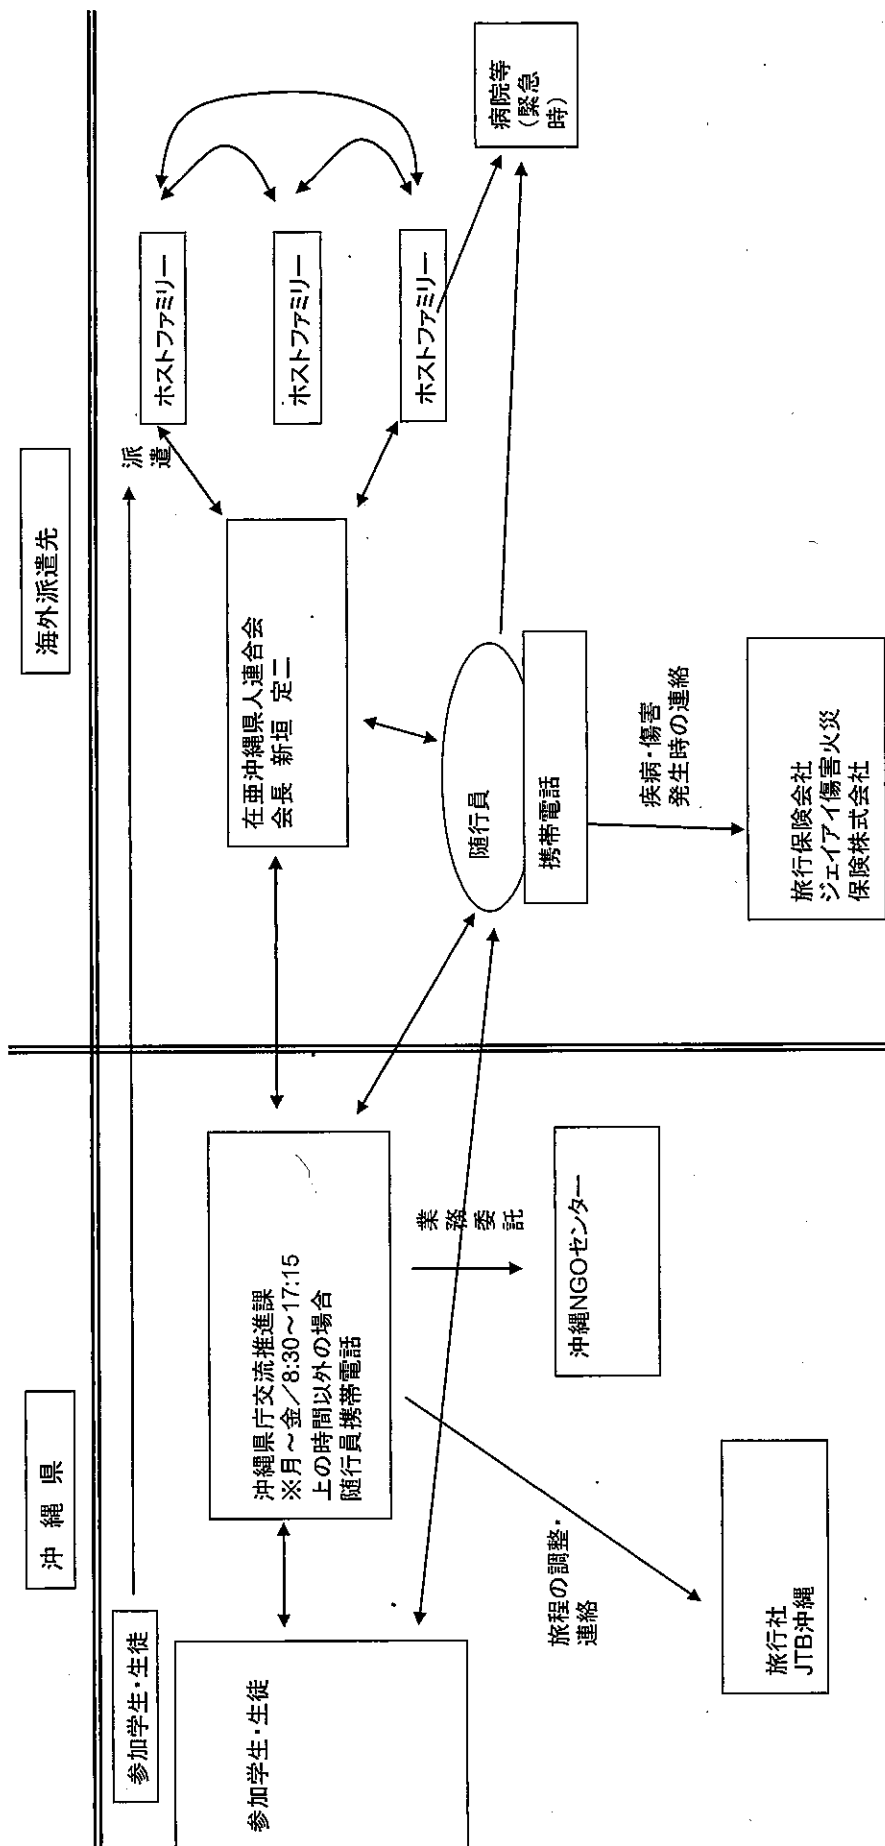 沖 縄 県
海外派遣先
参加学生・生徒
派遣
参加学生・生徒
沖縄県庁交流推進課
※月～金／8:30～17:15
上の時間以外の場合
随行員携帯電話
業務委託
沖縄NGOセンター
旅程の調整・
連絡
旅行社
JTB沖縄
在亜沖縄県人連合会
会長 新垣 定二
随行員
携帯電話
疾病・傷害
発生時の連絡
旅行保険会社
ジェイアイ傷害火災
保険株式会社
ホストファミリー
ホストファミリー
ホストファミリー
病院等
（緊急
時）